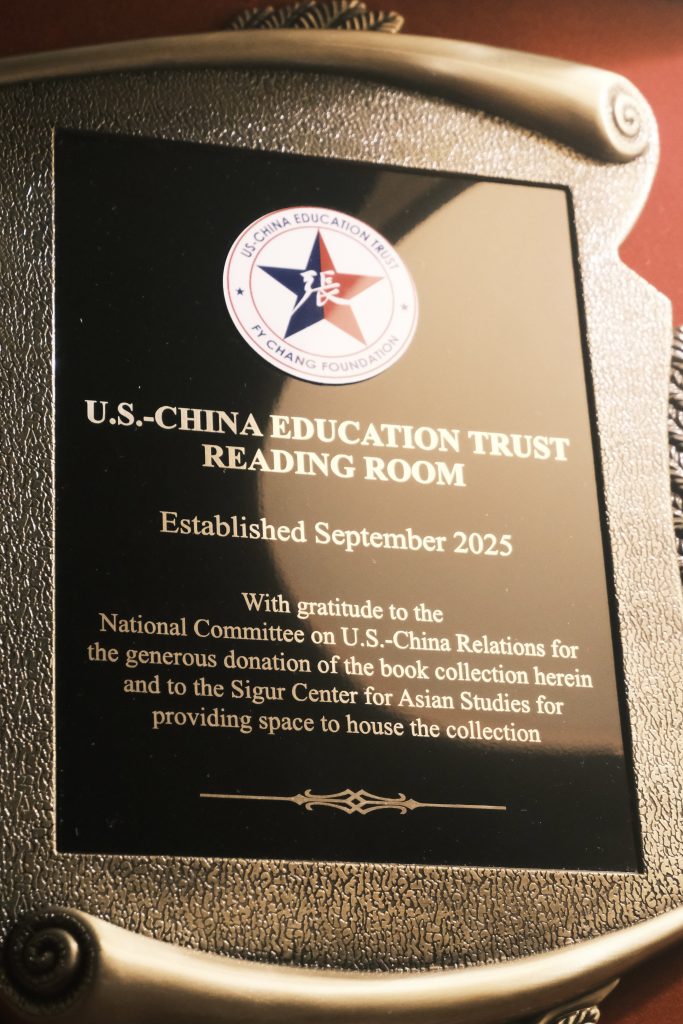 US-CHINA EDUCATION TRUST
張
FY CHANG FOUNDATION
U.S.-CHINA EDUCATION TRUST
READING ROOM
Established September 2025
With gratitude to the
National Committee on U.S.-China Relations for
the generous donation of the book collection herein
and to the Sigur Center for Asian Studies for
providing space to house the collection